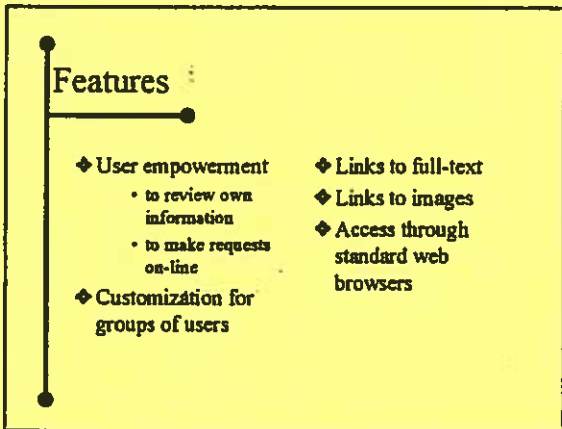 Features
❖ User empowerment
• to review own
information
• to make requests
on-line
❖ Customization for
groups of users
❖ Links to full-text
❖ Links to images
❖ Access through
standard web
browsers